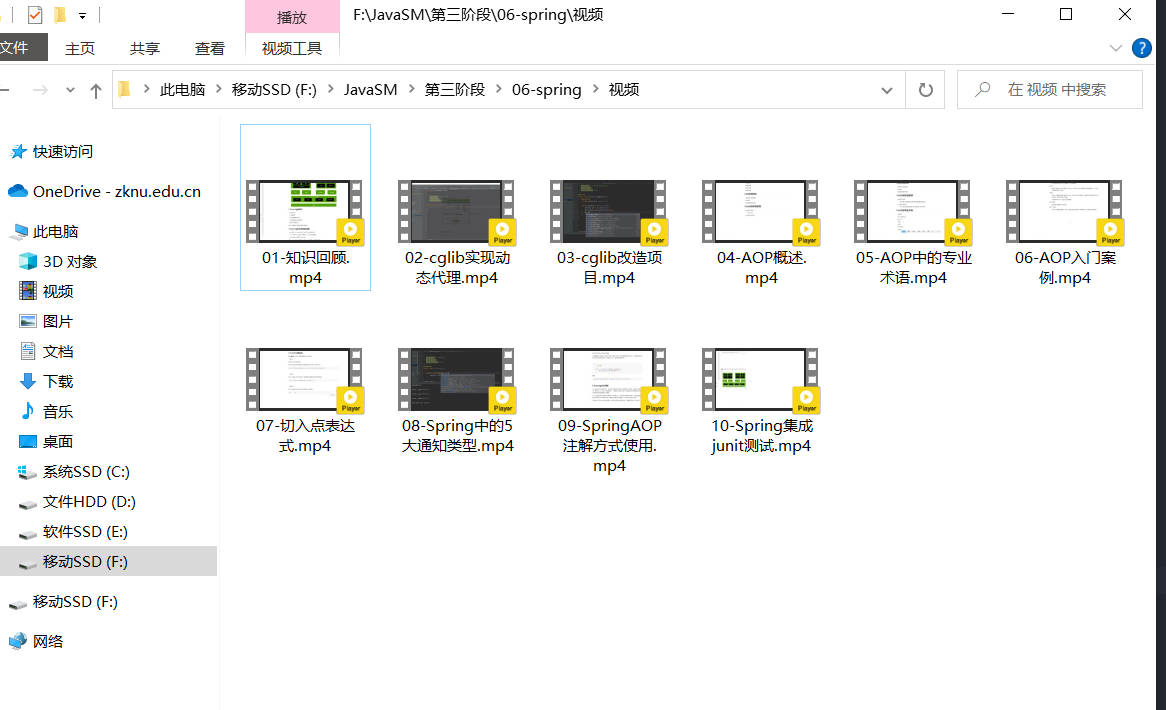 播放
F:\JavaSM\第三阶段\06-spring\视频
文件
主页
共享
查看
视频工具
此电脑
移动SSD (F:)
JavaSM
第三阶段
06-spring
视频
在 视频 中搜索
快速访问
OneDrive - zknu.edu.cn
此电脑
3D 对象
视频
图片
文档
下载
音乐
桌面
系统SSD (C:)
文件HDD (D:)
软件SSD (E:)
移动SSD (F:)
移动SSD (F:)
网络
Player
Player
Player
Player
Player
Player
01-知识回顾.
mp4
02-cglib实现动
态代理.mp4
03-cglib改造项
目.mp4
04-AOP概述.
mp4
05-AOP中的专业
术语.mp4
06-AOP入门案
例.mp4
Player
Player
Player
Player
07-切入点表达
式.mp4
08-Spring中的5
大通知类型.mp4
09-SpringAOP
注解方式使用.
mp4
10-Spring集成
junit测试.mp4